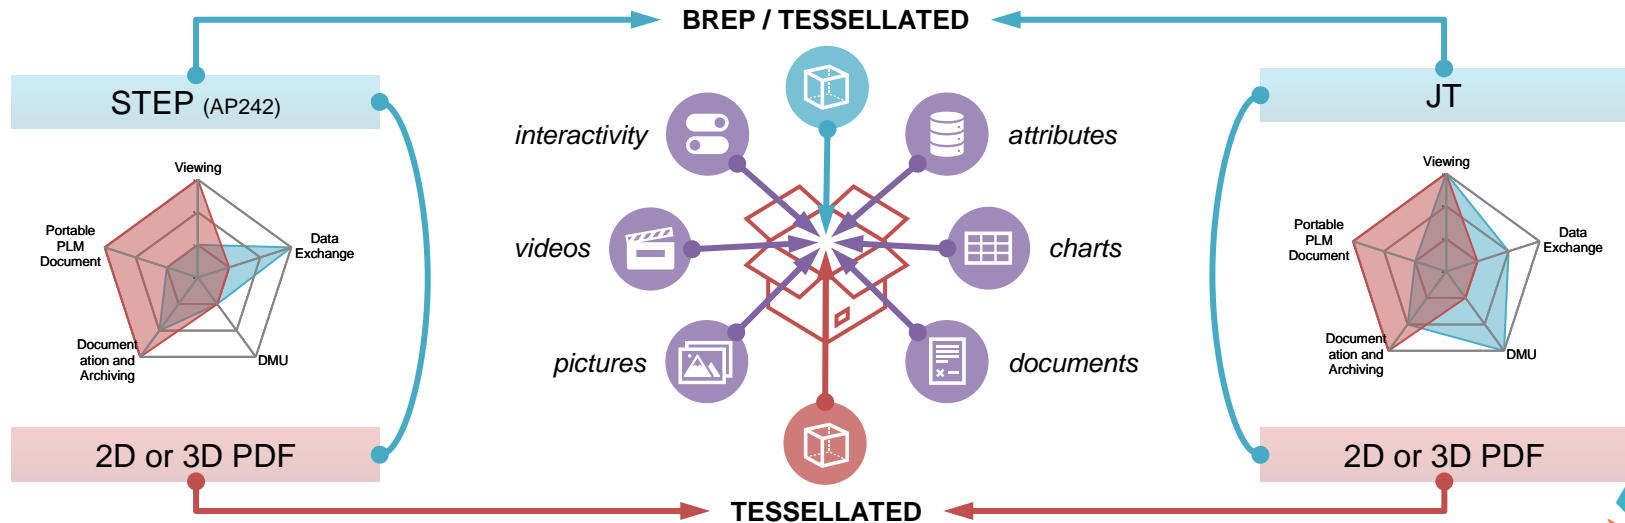 BREP / TESSELLATED
STEP (AP242)
JT
interactivity
attributes
videos
charts
pictures
documents
Viewing
Portable
PLM
Document
Data
Exchange
Document
ation and
Archiving
DMU
Viewing
Portable
PLM
Document
Data
Exchange
Document
ation and
Archiving
DMU
2D or 3D PDF
2D or 3D PDF
TESSELLATED